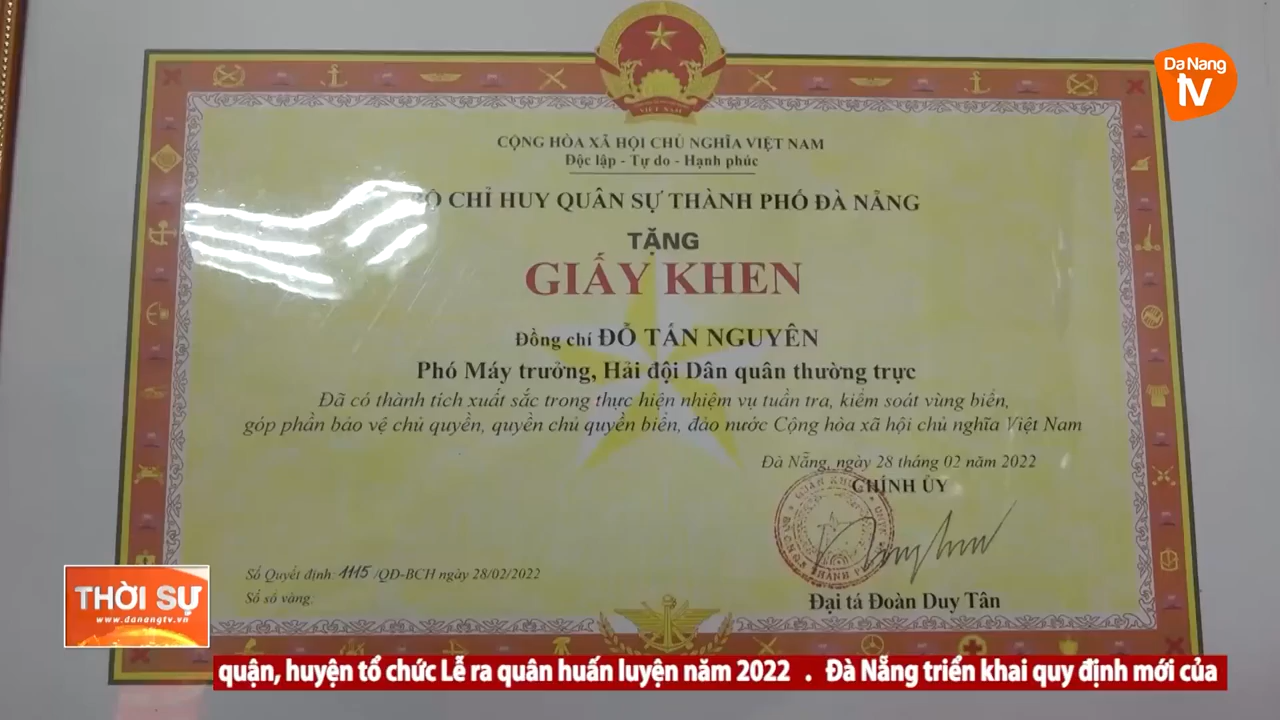 Da Nang
tv
VIỆT NAM
CỘNG HÒA XÃ HỘI CHỦ NGHĨA VIỆT NAM
Độc lập - Tự do - Hạnh phúc
BỘ CHỈ HUY QUÂN SỰ THÀNH PHỐ ĐÀ NẴNG
TẶNG
GIẤY KHEN
Đồng chí ĐỖ TẤN NGUYÊN
Phó Máy trưởng, Hải đội Dân quân thường trực
Đã có thành tích xuất sắc trong thực hiện nhiệm vụ tuần tra, kiểm soát vùng biển,
góp phần bảo vệ chủ quyền, quyền chủ quyền biển, đảo nước Cộng hòa xã hội chủ nghĩa Việt Nam
Đà Nẵng, ngày 28 tháng 02 năm 2022
CHÍNH ỦY
Số Quyết định: 1115 /QĐ-BCH ngày 28/02/2022
Số sổ vàng:
Đại tá Đoàn Duy Tân
THỜI SỰ
www.danangtv.vn
quận, huyện tổ chức Lễ ra quân huấn luyện năm 2022 . Đà Nẵng triển khai quy định mới của